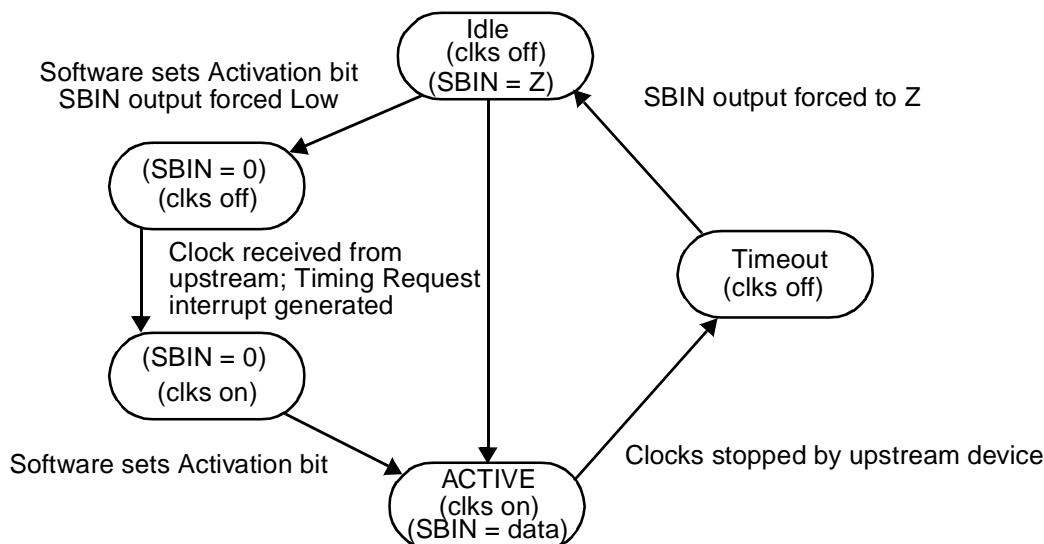 Idle
(clks off)
(SBIN = Z)
Software sets Activation bit
SBIN output forced Low
SBIN output forced to Z
(SBIN = 0)
(clks off)
Clock received from
upstream; Timing Request
interrupt generated
Timeout
(clks off)
(SBIN = 0)
(clks on)
Software sets Activation bit
Clocks stopped by upstream device
ACTIVE
(clks on)
(SBIN = data)